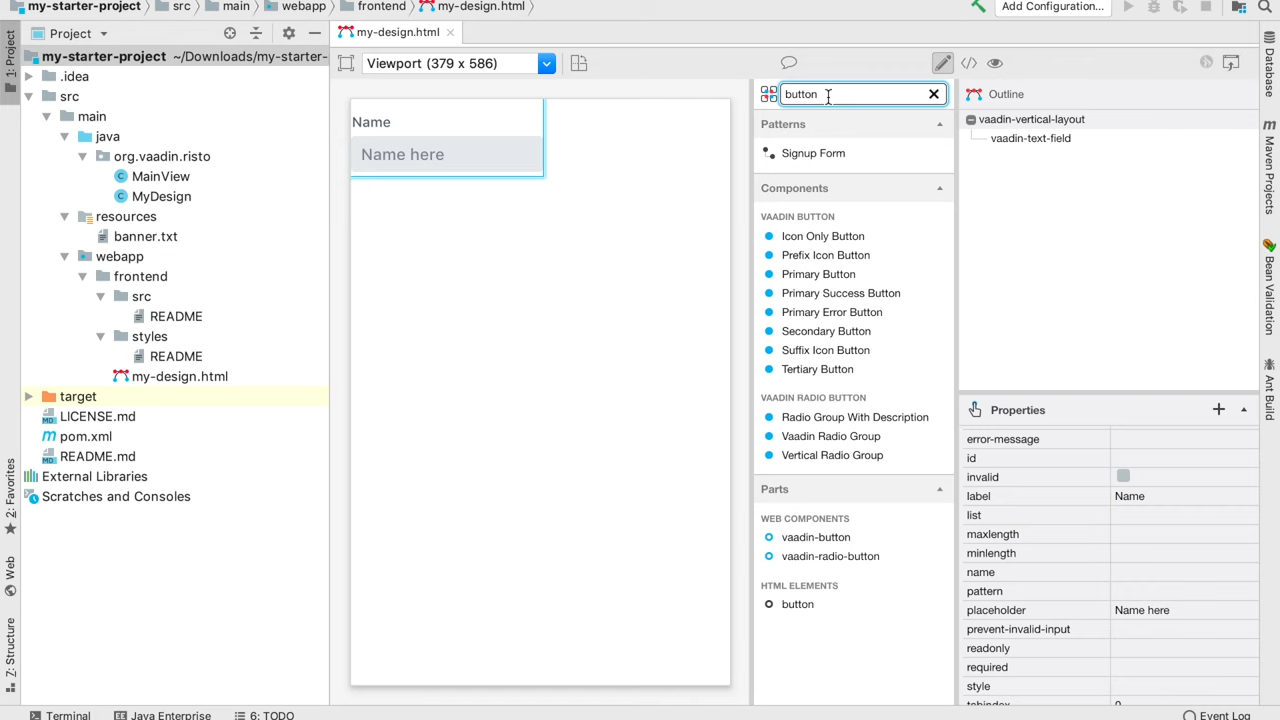 my-starter-project src main webapp frontend my-design.html
Add Configuration...
1: Project
Project
my-design.html
my-starter-project ~/Downloads/my-starter-
.idea
src
main
java
org.vaadin.risto
MainView
MyDesign
resources
banner.txt
webapp
frontend
src
README
styles
README
my-design.html
target
LICENSE.md
pom.xml
README.md
External Libraries
Scratches and Consoles
2: Favorites
Web
Z: Structure
Viewport (379 x 586)
Name
Name here
button
Patterns
Signup Form
Components
VAADIN BUTTON
Icon Only Button
Prefix Icon Button
Primary Button
Primary Success Button
Primary Error Button
Secondary Button
Suffix Icon Button
Tertiary Button
VAADIN RADIO BUTTON
Radio Group With Description
Vaadin Radio Group
Vertical Radio Group
Parts
WEB COMPONENTS
vaadin-button
vaadin-radio-button
HTML ELEMENTS
button
Outline
vaadin-vertical-layout
vaadin-text-field
Properties
error-message
id
invalid
label Name
list
maxlength
minlength
name
pattern
placeholder Name here
prevent-invalid-input
readonly
required
style
tabindex 0
Database
Maven Projects
Bean Validation
Ant Build
Terminal
Java Enterprise
6: TODO
Event Log